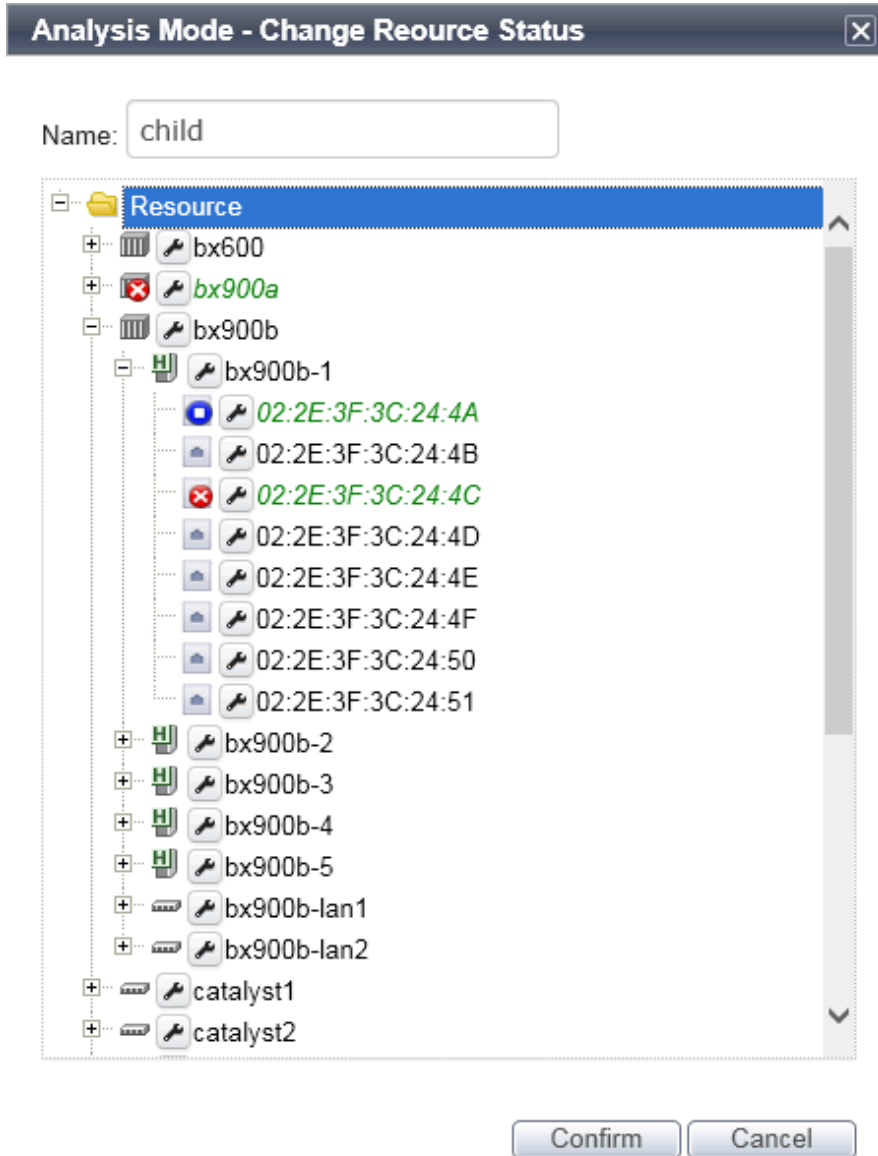 Analysis Mode - Change Reource Status
Name: child
Resource
bx600
bx900a
bx900b
bx900b-1
02:2E:3F:3C:24:4A
02:2E:3F:3C:24:4B
02:2E:3F:3C:24:4C
02:2E:3F:3C:24:4D
02:2E:3F:3C:24:4E
02:2E:3F:3C:24:4F
02:2E:3F:3C:24:50
02:2E:3F:3C:24:51
bx900b-2
bx900b-3
bx900b-4
bx900b-5
bx900b-lan1
bx900b-lan2
catalyst1
catalyst2
Confirm Cancel